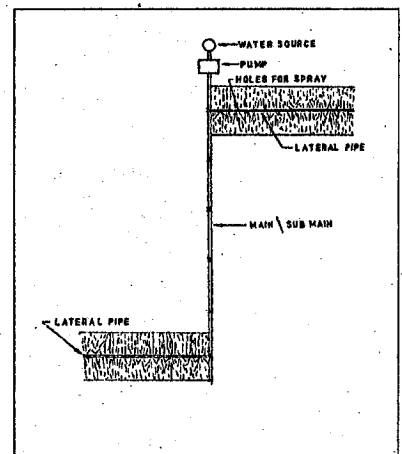 WATER SOURCE
PUMP
HOLES FOR SPRAY
LATERAL PIPE
MAIN \ SUB MAIN
LATERAL PIPE